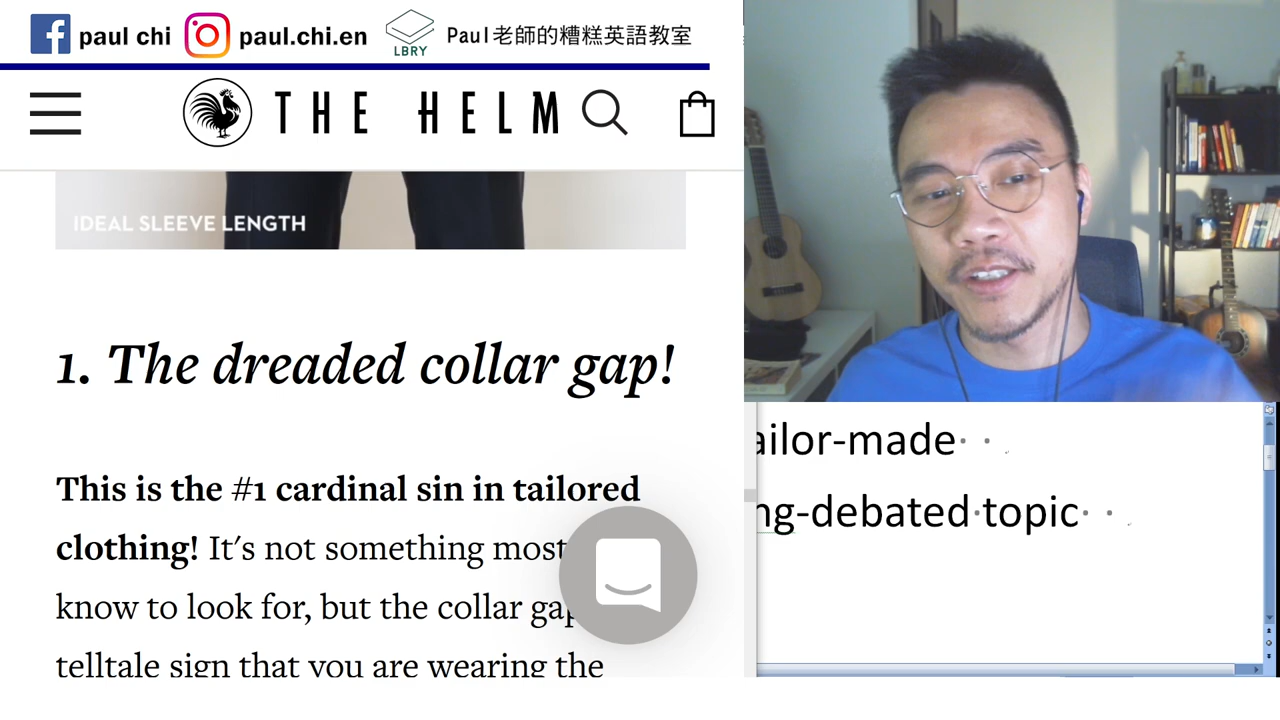 paul chi
paul.chi.en
LBRY
Paul老師的糟糕英語教室
THE HELM
IDEAL SLEEVE LENGTH
1. The dreaded collar gap!
This is the #1 cardinal sin in tailored
clothing! It's not something most
know to look for, but the collar
telltale sign that you are wearing the
ailor-made
ng-debated topic